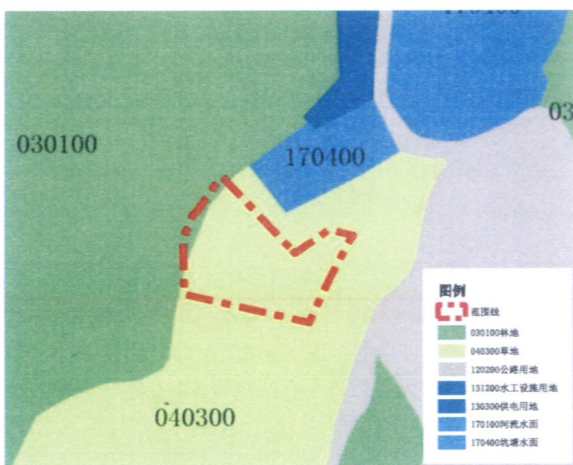 170400
03
030100
170400
图例
范围线
030100林地
040300草地
120200公路用地
131200水工设施用地
130300供电用地
170100河流水面
170400坑塘水面
040300